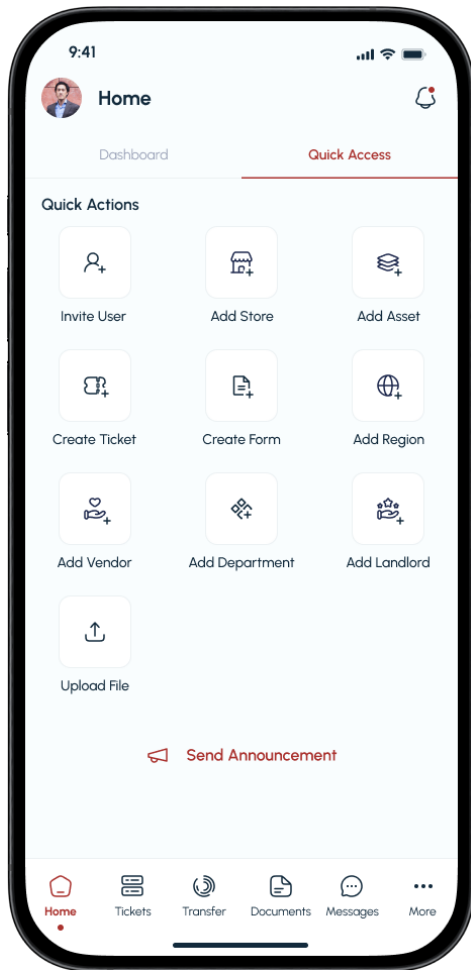 9:41
Home
Dashboard Quick Access
Quick Actions
Invite User Add Store Add Asset
Create Ticket Create Form Add Region
Add Vendor Add Department Add Landlord
Upload File
Send Announcement
Home Tickets Transfer Documents Messages More